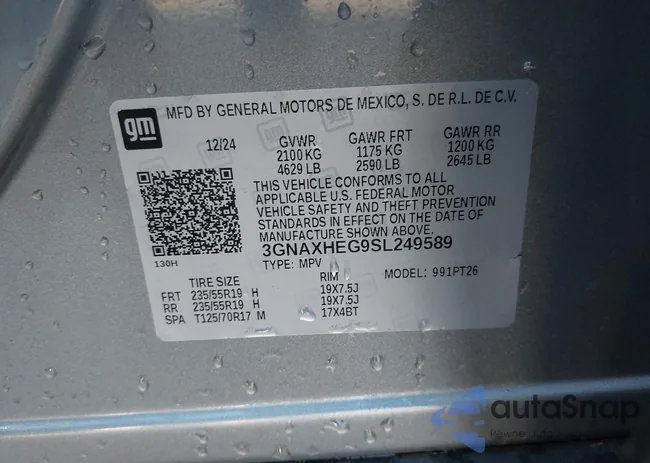 gm
MFD BY GENERAL MOTORS DE MEXICO, S. DE R.L. DE C.V.
12/24 GVWR GAWR FRT GAWR RR
2100 KG 1175 KG 1200 KG
4629 LB 2590 LB 2645 LB
THIS VEHICLE CONFORMS TO ALL
APPLICABLE U.S. FEDERAL MOTOR
VEHICLE SAFETY AND THEFT PREVENTION
STANDARDS IN EFFECT ON THE DATE OF
MANUFACTURE SHOWN ABOVE.
3GNAXHEG9SL249589
130H
TYPE: MPV MODEL: 991PT26
TIRE SIZE RIM
FRT 235/55R19 H 19X7.5J
RR 235/55R19 H 19X7.5J
SPA T125/70R17 M 17X4BT
autoSnap